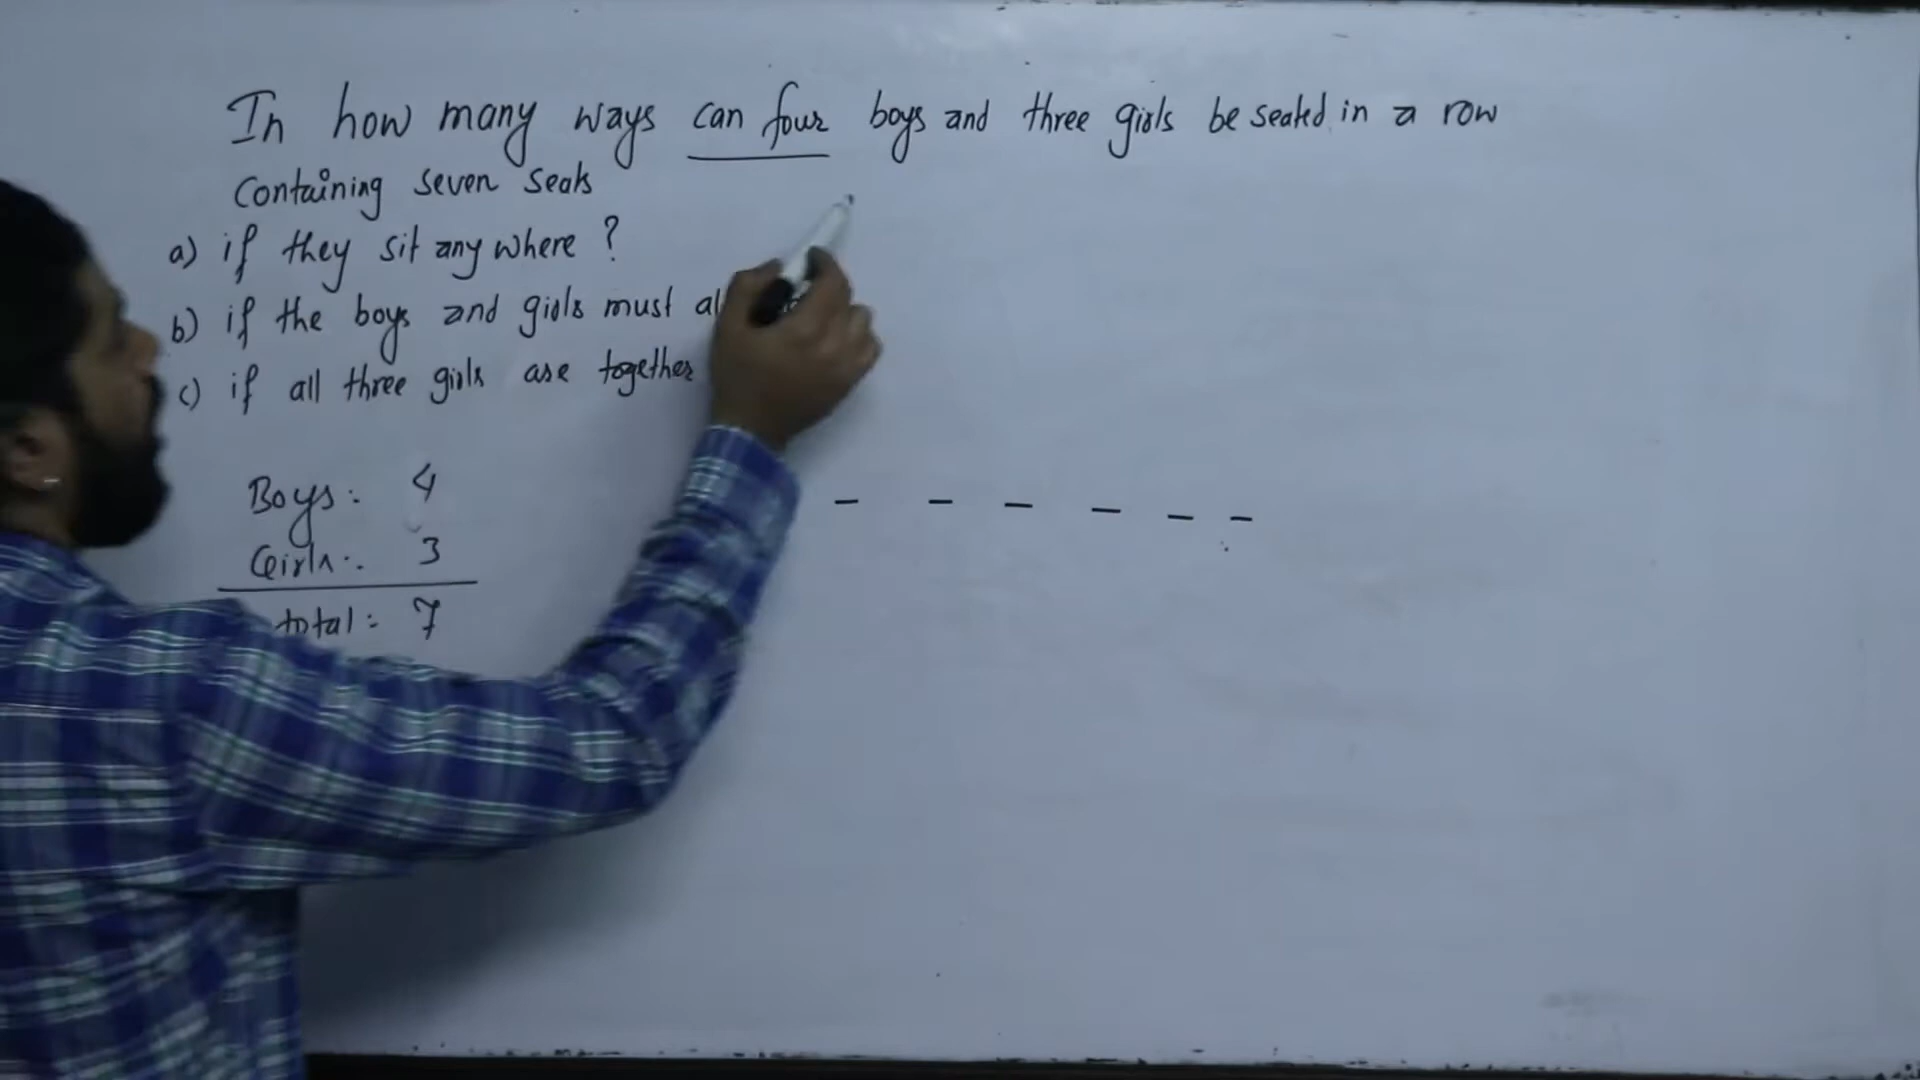 In how many ways can four boys and three girls be seated in a row
Containing seven seats
a) if they sit any where ?
b) if the boys and girls must
c) if all three girls are together
Boys : 4
Girls : 3
total : 7
_ _ _ _ _ _